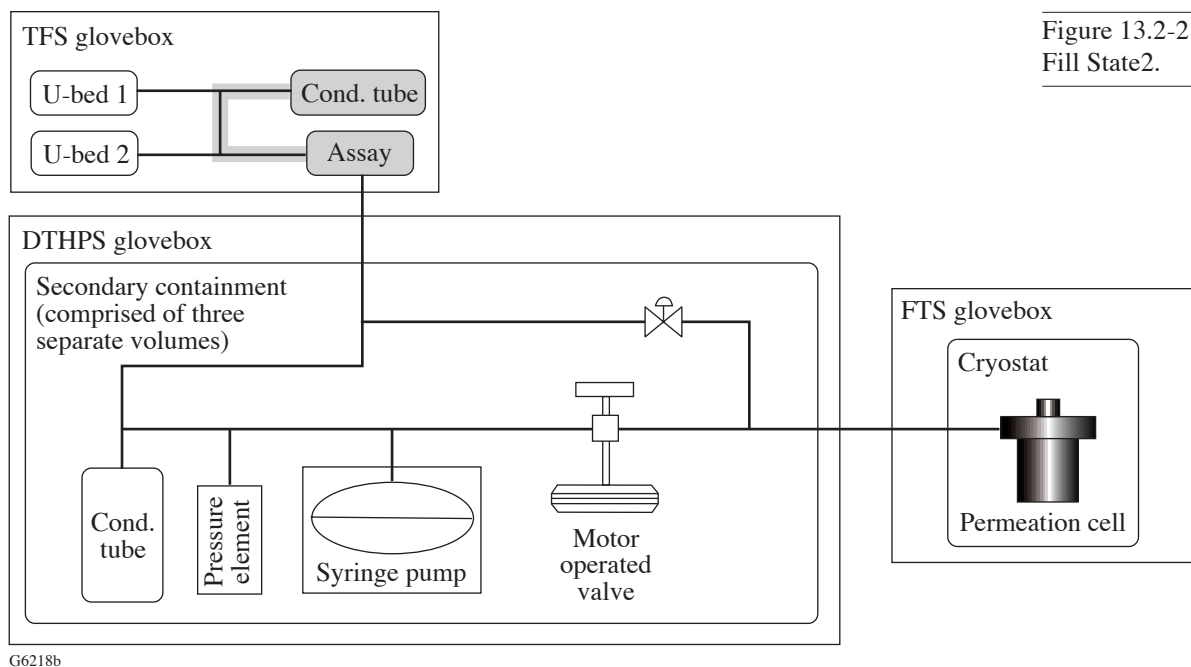 TFS glovebox
U-bed 1
Cond. tube
U-bed 2
Assay
Figure 13.2-2
Fill State2.
DTHPS glovebox
Secondary containment
(comprised of three
separate volumes)
FTS glovebox
Cryostat
Cond.
tube
Pressure
element
Syringe pump
Motor
operated
valve
Permeation cell
G6218b